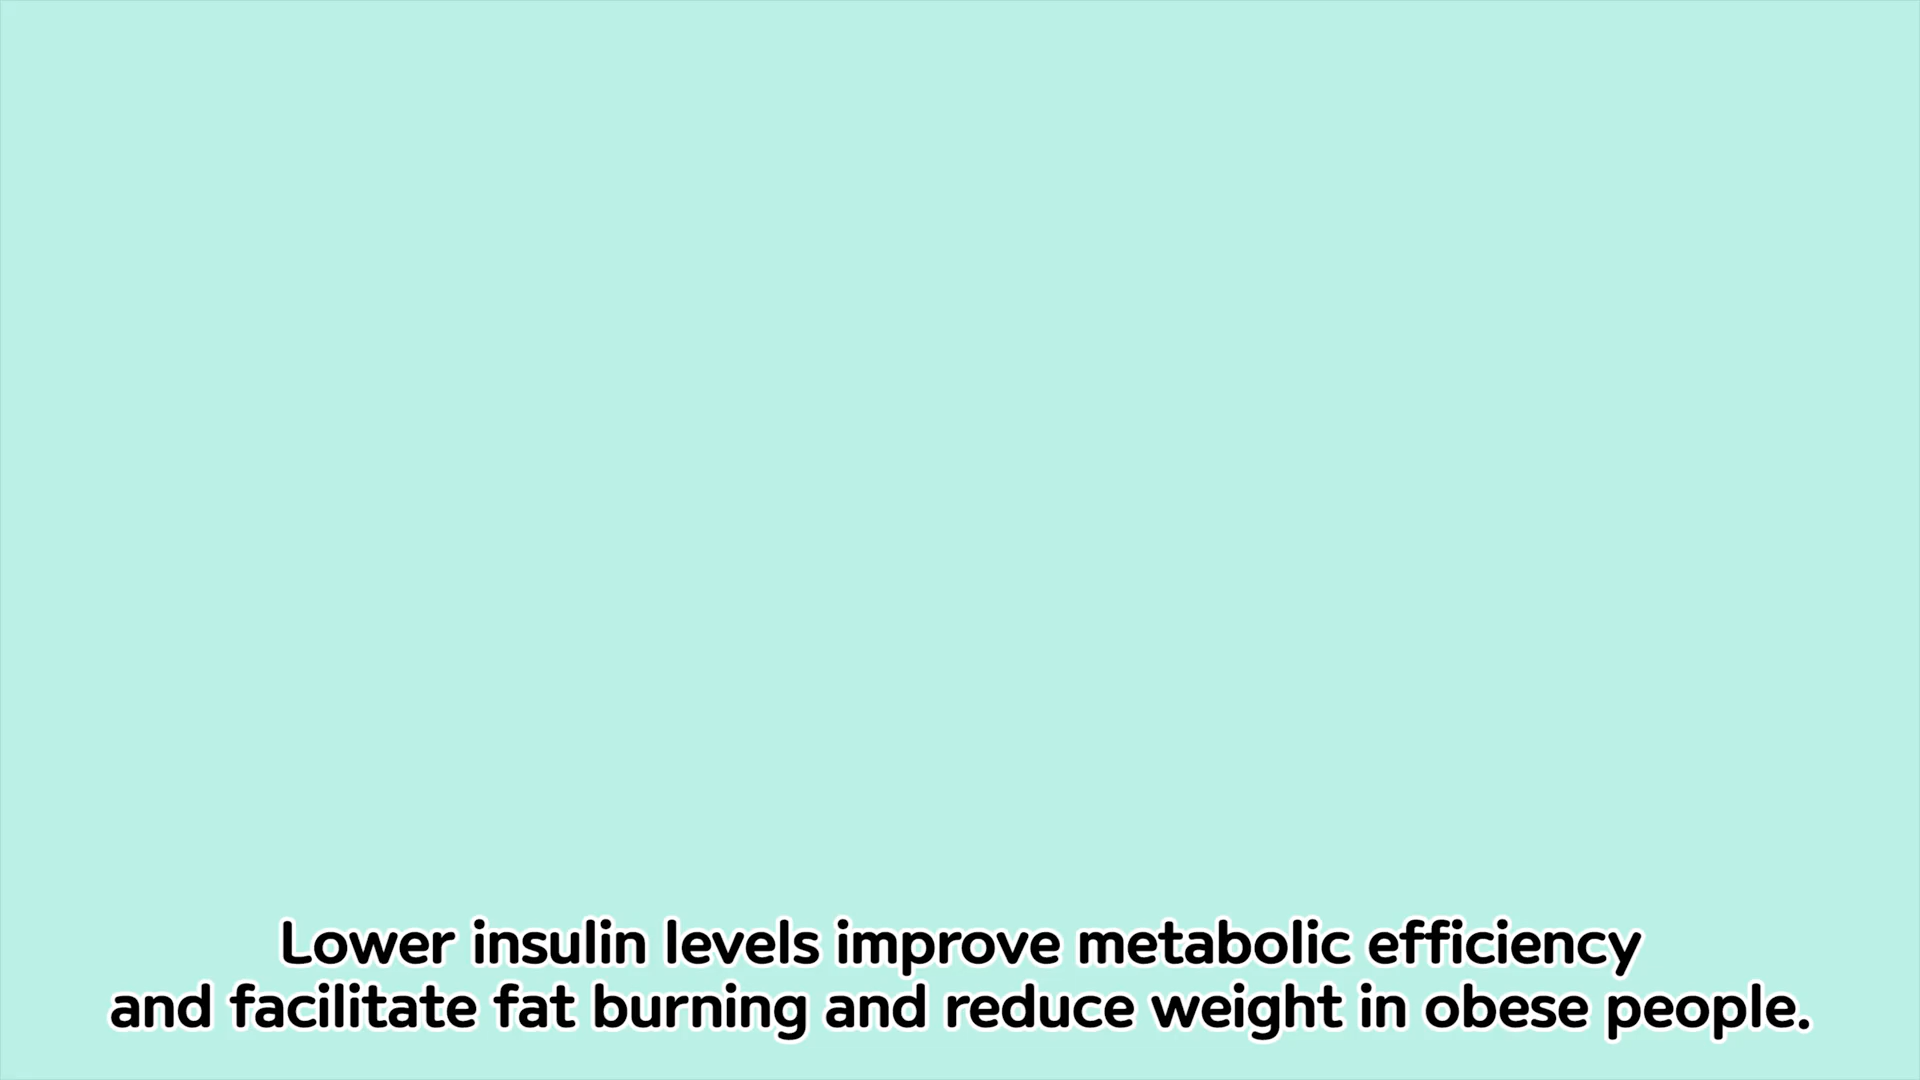 Lower insulin levels improve metabolic efficiency
and facilitate fat burning and reduce weight in obese people.